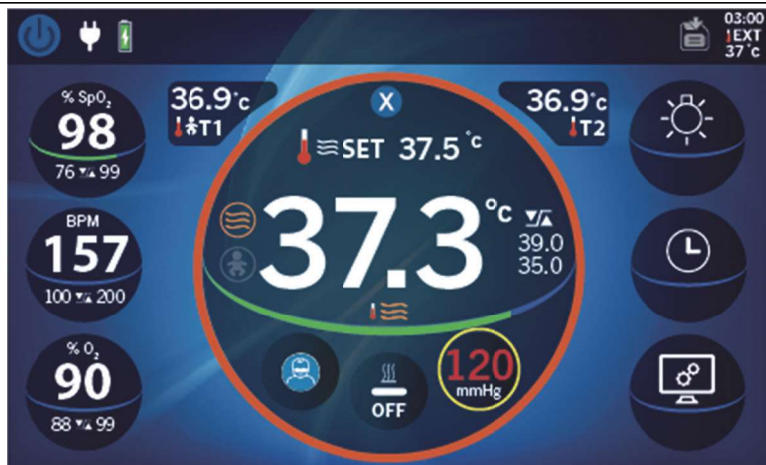 03:00
EXT
37 °c
% SpO₂
98
76 99
36.9°c
T1
X
36.9°c
T2
SET 37.5 °c
BPM
157
100 200
37.3 °c
39.0
35.0
% O₂
90
88 99
OFF
120
mmHg